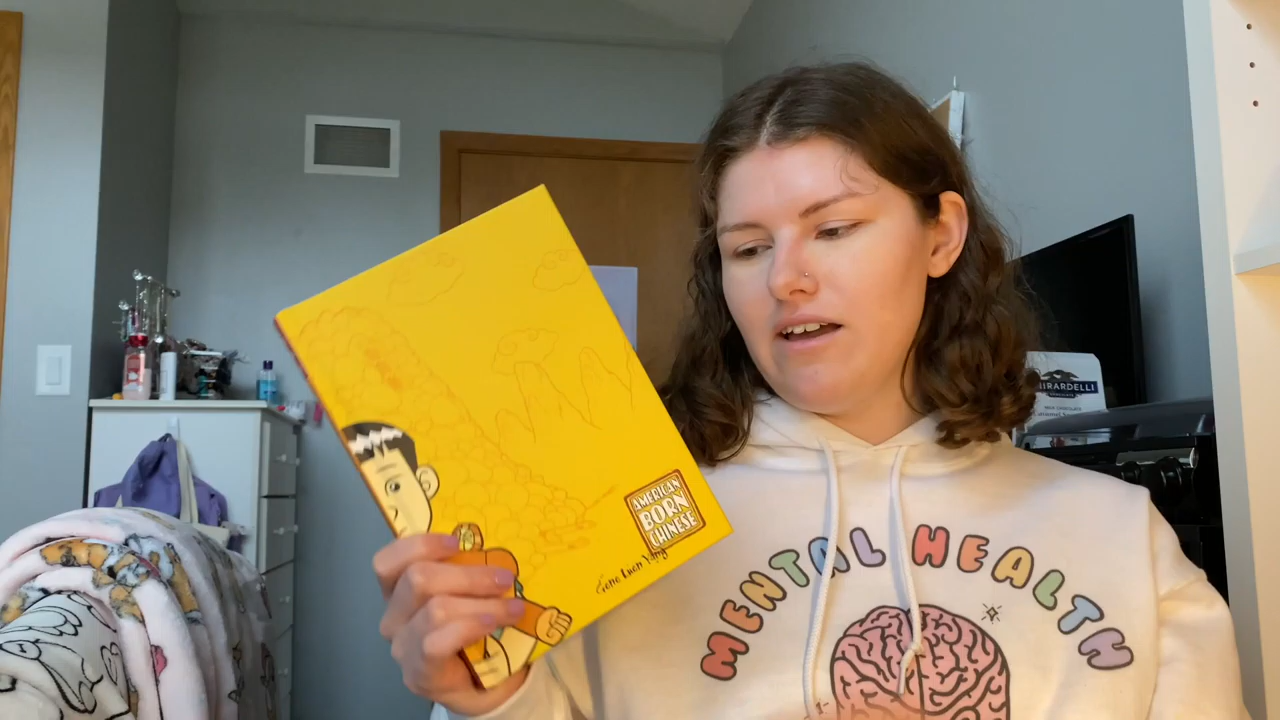 AMERICAN
BORN
CHINESE
Gene Luen Yang
GHIRARDELLI
MENTAL HEALTH